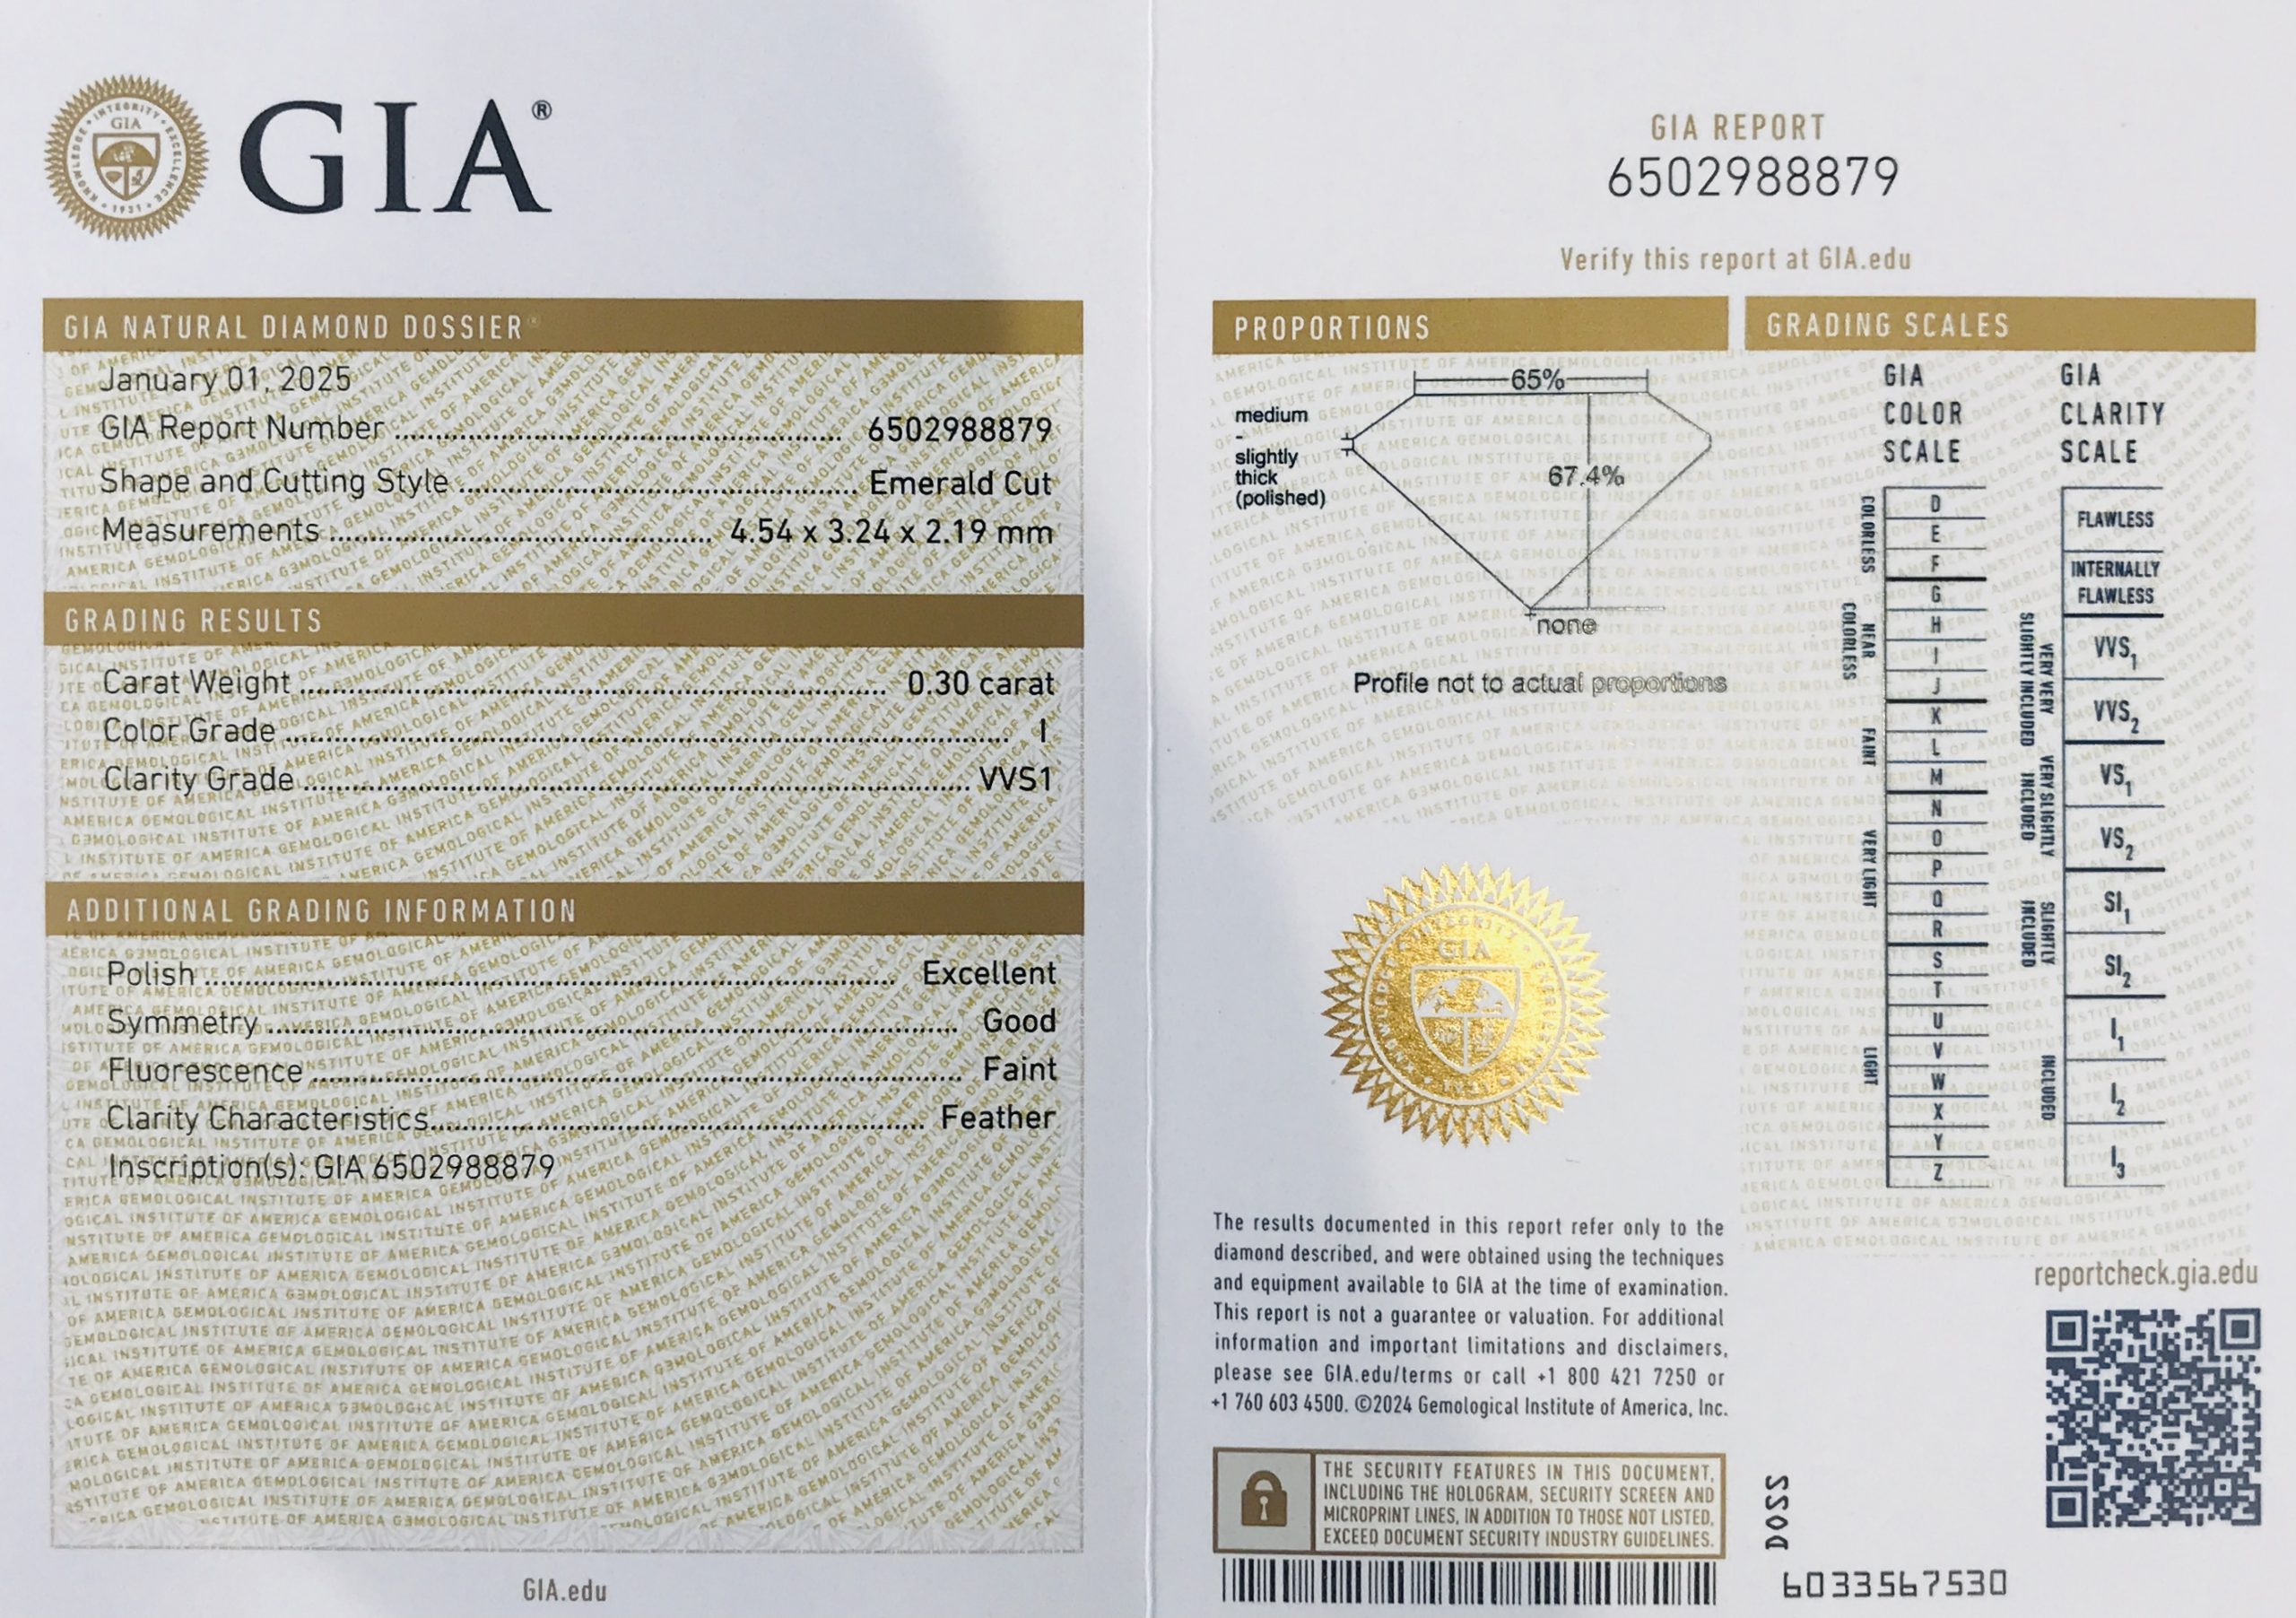 GIA®
GIA NATURAL DIAMOND DOSSIER®
January 01, 2025
GIA Report Number 6502988879
Shape and Cutting Style Emerald Cut
Measurements 4.54 x 3.24 x 2.19 mm
GRADING RESULTS
Carat Weight 0.30 carat
Color Grade I
Clarity Grade VVS1
ADDITIONAL GRADING INFORMATION
Polish Excellent
Symmetry Good
Fluorescence Faint
Clarity Characteristics Feather
Inscription(s): GIA 6502988879
GIA.edu
GIA REPORT
6502988879
Verify this report at GIA.edu
PROPORTIONS
65%
medium
-
slightly
thick
(polished)
67.4%
none
Profile not to actual proportions
The results documented in this report refer only to the
diamond described, and were obtained using the techniques
and equipment available to GIA at the time of examination.
This report is not a guarantee or valuation. For additional
information and important limitations and disclaimers,
please see GIA.edu/terms or call +1 800 421 7250 or
+1 760 603 4500. ©2024 Gemological Institute of America, Inc.
THE SECURITY FEATURES IN THIS DOCUMENT,
INCLUDING THE HOLOGRAM, SECURITY SCREEN AND
MICROPRINT LINES, IN ADDITION TO THOSE NOT LISTED,
EXCEED DOCUMENT SECURITY INDUSTRY GUIDELINES.
GRADING SCALES
GIA
COLOR
SCALE
COLORLESS
D
E
F
NEAR
COLORLESS
G
H
I
J
FAINT
K
L
M
VERY LIGHT
N
O
P
Q
R
LIGHT
S
T
U
V
W
X
Y
Z
GIA
CLARITY
SCALE
FLAWLESS
INTERNALLY
FLAWLESS
VERY VERY
SLIGHTLY INCLUDED
VVS1
VVS2
VERY SLIGHTLY
INCLUDED
VS1
VS2
SLIGHTLY
INCLUDED
SI1
SI2
INCLUDED
I1
I2
I3
reportcheck.gia.edu
DOSS
6033567530